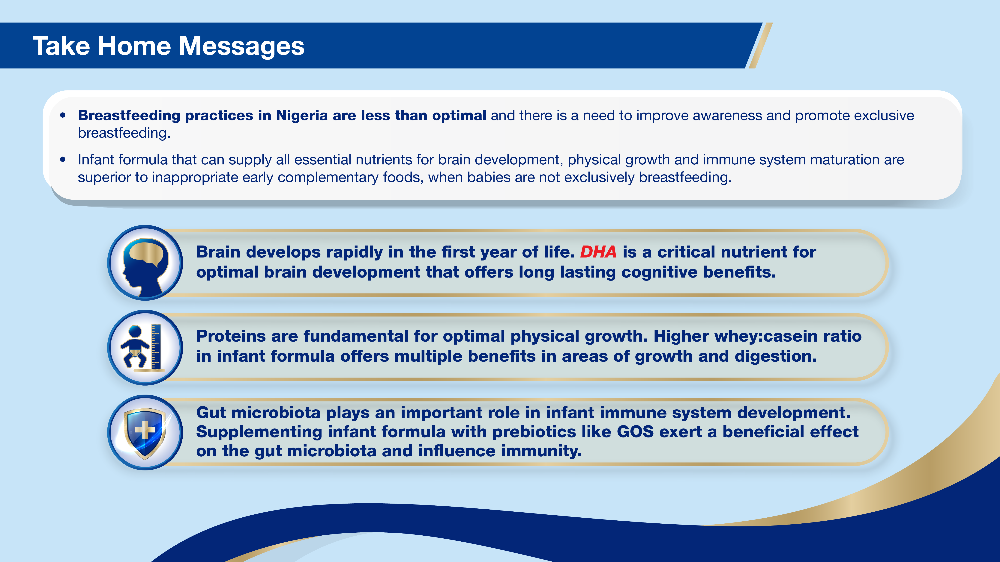 Take Home Messages
• Breastfeeding practices in Nigeria are less than optimal and there is a need to improve awareness and promote exclusive
breastfeeding.
• Infant formula that can supply all essential nutrients for brain development, physical growth and immune system maturation are
superior to inappropriate early complementary foods, when babies are not exclusively breastfeeding.
Brain develops rapidly in the first year of life. DHA is a critical nutrient for
optimal brain development that offers long lasting cognitive benefits.
Proteins are fundamental for optimal physical growth. Higher whey:casein ratio
in infant formula offers multiple benefits in areas of growth and digestion.
Gut microbiota plays an important role in infant immune system development.
Supplementing infant formula with prebiotics like GOS exert a beneficial effect
on the gut microbiota and influence immunity.